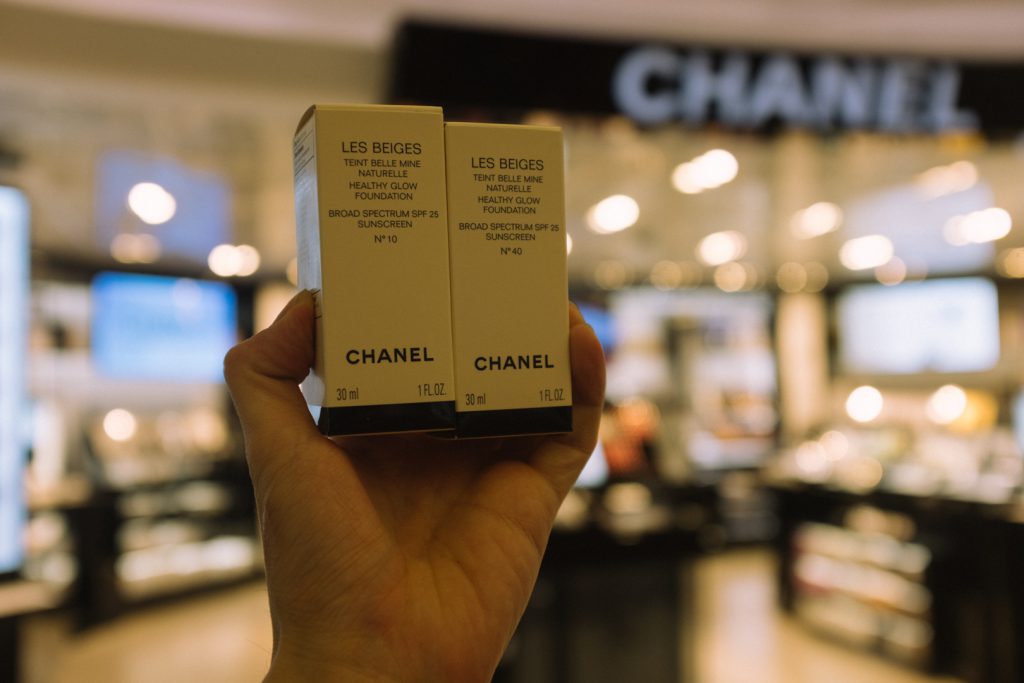 CHANEL
LES BEIGES
TEINT BELLE MINE
NATURELLE
HEALTHY GLOW
FOUNDATION
BROAD SPECTRUM SPF 25
SUNSCREEN
N°10
CHANEL
30 ml 1 FL.OZ.
LES BEIGES
TEINT BELLE MINE
NATURELLE
HEALTHY GLOW
FOUNDATION
BROAD SPECTRUM SPF 25
SUNSCREEN
N°40
CHANEL
30 ml 1 FL.OZ.